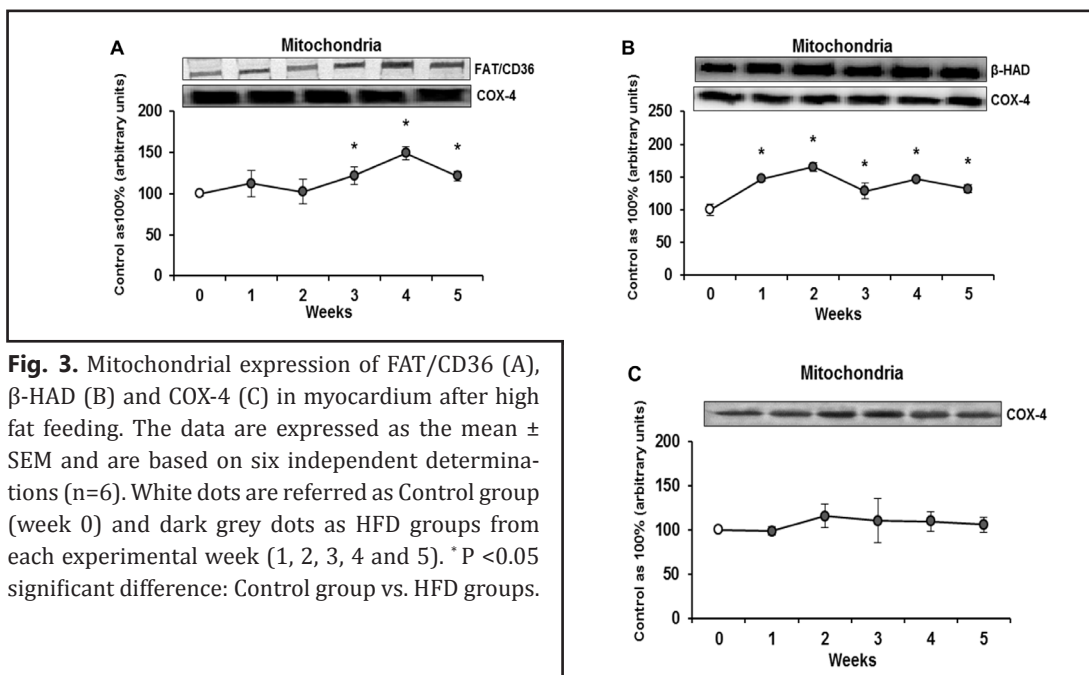 A
Mitochondria
FAT/CD36
COX-4
Control as100% (arbitrary units)
200
150
100
50
0
* * *
0 1 2 3 4 5
Weeks
B
Mitochondria
β-HAD
COX-4
Control as 100% (arbitrary units)
250
200
150
100
50
0
* * * * *
0 1 2 3 4 5
Weeks
Fig. 3. Mitochondrial expression of FAT/CD36 (A),
β-HAD (B) and COX-4 (C) in myocardium after high
fat feeding. The data are expressed as the mean ±
SEM and are based on six independent determina-
tions (n=6). White dots are referred as Control group
(week 0) and dark grey dots as HFD groups from
each experimental week (1, 2, 3, 4 and 5). *P <0.05
significant difference: Control group vs. HFD groups.
C
Mitochondria
COX-4
Control as 100% (arbitrary units)
200
150
100
50
0
0 1 2 3 4 5
Weeks